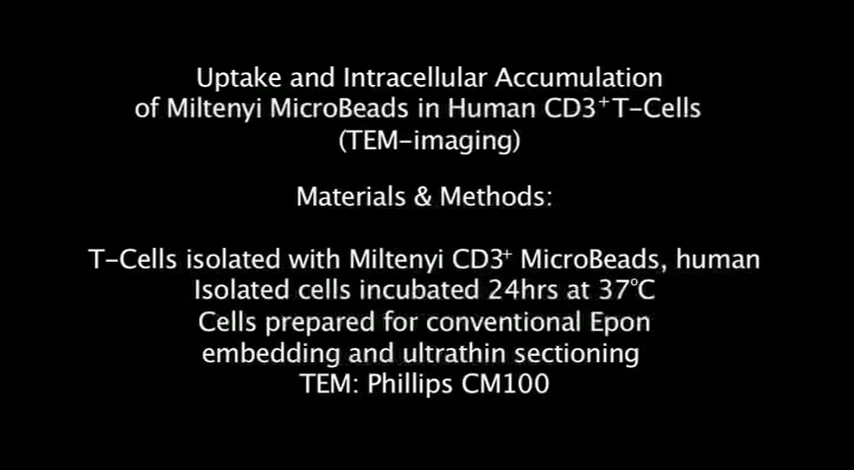 Uptake and Intracellular Accumulation
of Miltenyi MicroBeads in Human CD3⁺T-Cells
(TEM-imaging)
Materials & Methods:
T-Cells isolated with Miltenyi CD3⁺ MicroBeads, human
Isolated cells incubated 24hrs at 37°C
Cells prepared for conventional Epon
embedding and ultrathin sectioning
TEM: Phillips CM100